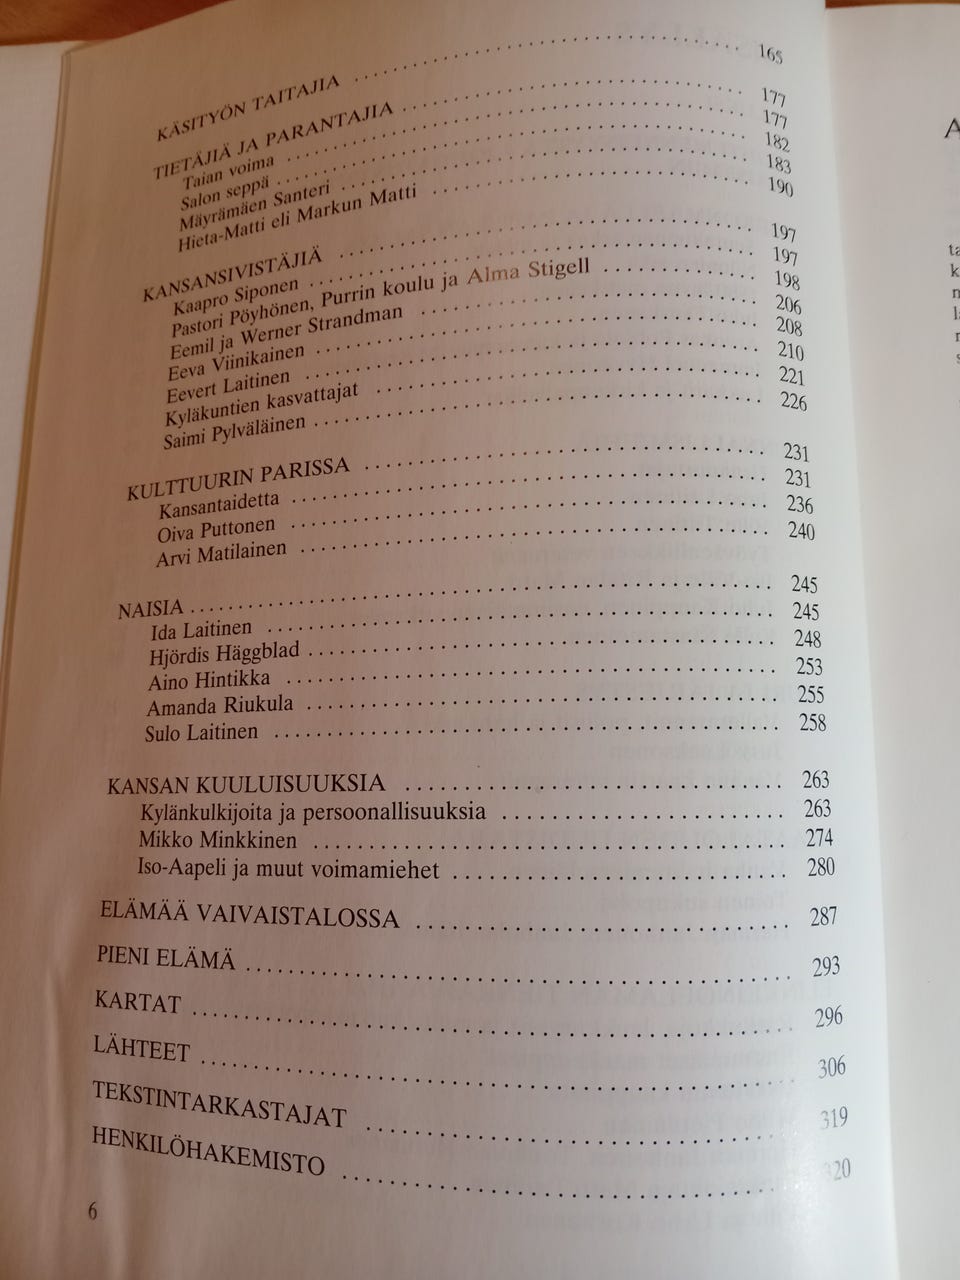 KÄSITYÖN TAITAJIA ........ 165
TIETÄJIÄ JA PARANTAJIA ........ 177
Taian voima ........ 177
Salon seppä ........ 182
Mäyrämäen Santeri ........ 183
Hieta-Matti eli Markun Matti ........ 190
KANSANSIVISTÄJIÄ ........ 197
Kaapro Siponen ........ 197
Pastori Pöyhönen, Purrin koulu ja Alma Stigell ........ 198
Eemil ja Werner Strandman ........ 206
Eeva Viinikainen ........ 208
Eevert Laitinen ........ 210
Kyläkuntien kasvattajat ........ 221
Saimi Pylväläinen ........ 226
KULTTUURIN PARISSA ........ 231
Kansantaidetta ........ 231
Oiva Puttonen ........ 236
Arvi Matilainen ........ 240
NAISIA ........ 245
Ida Laitinen ........ 245
Hjördis Häggblad ........ 248
Aino Hintikka ........ 253
Amanda Riukula ........ 255
Sulo Laitinen ........ 258
KANSAN KUULUISUUKSIA ........ 263
Kylänkulkijoita ja persoonallisuuksia ........ 263
Mikko Minkkinen ........ 274
Iso-Aapeli ja muut voimamiehet ........ 280
ELÄMÄÄ VAIVAISTALOSSA ........ 287
PIENI ELÄMÄ ........ 293
KARTAT ........ 296
LÄHTEET ........ 306
TEKSTINTARKASTAJAT ........ 319
HENKILÖHAKEMISTO ........ 320
6